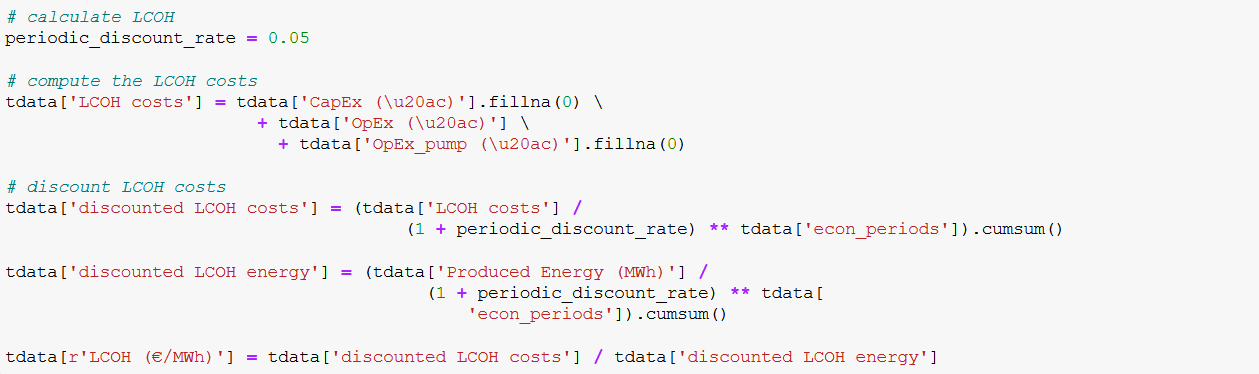 # calculate LCOH
periodic_discount_rate = 0.05
# compute the LCOH costs
tdata['LCOH costs'] = tdata['CapEx (\u20ac)'].fillna(0) \
+ tdata['OpEx (\u20ac)'] \
+ tdata['OpEx_pump (\u20ac)'].fillna(0)
# discount LCOH costs
tdata['discounted LCOH costs'] = (tdata['LCOH costs'] /
(1 + periodic_discount_rate) ** tdata['econ_periods']).cumsum()
tdata['discounted LCOH energy'] = (tdata['Produced Energy (MWh)'] /
(1 + periodic_discount_rate) ** tdata[
'econ_periods']).cumsum()
tdata[r'LCOH (€/MWh)'] = tdata['discounted LCOH costs'] / tdata['discounted LCOH energy']